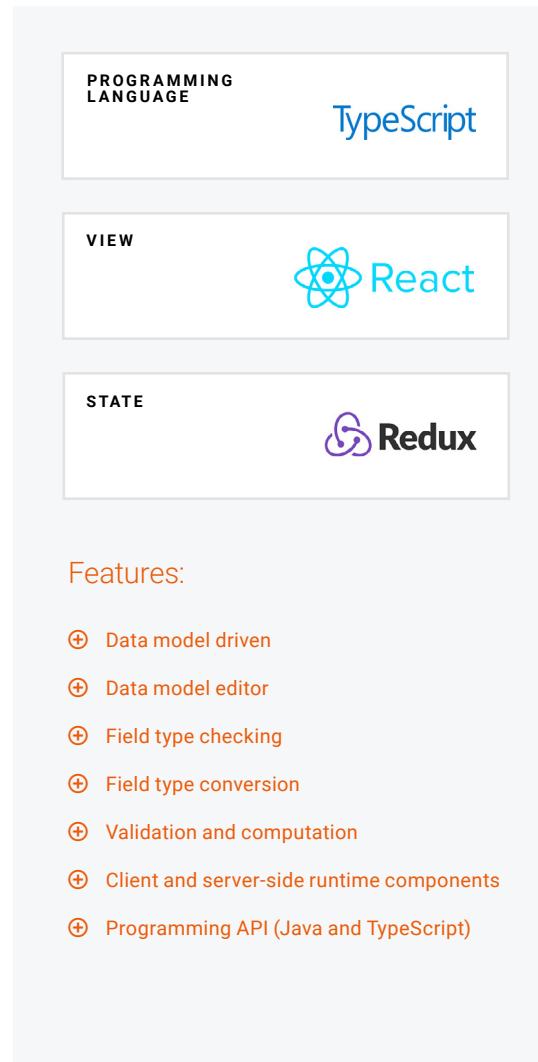 PROGRAMMING
LANGUAGE
TypeScript
VIEW
React
STATE
Redux
Features:
Data model driven
Data model editor
Field type checking
Field type conversion
Validation and computation
Client and server-side runtime components
Programming API (Java and TypeScript)